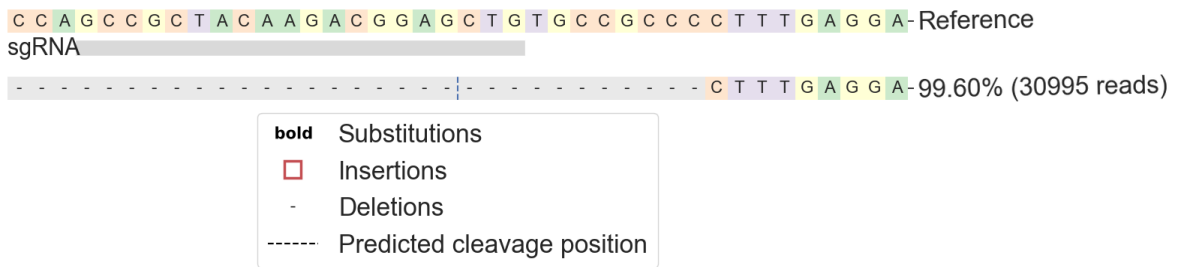 C C A G C C G C T A C A A G A C G G A G C T G T G C C G C C C C T T T G A G G A - Reference
sgRNA
- - - - - - - - - - - - - - - - - - - - - - - - - - - - - - - C T T T G A G G A - 99.60% (30995 reads)
bold Substitutions
Insertions
- Deletions
Predicted cleavage position